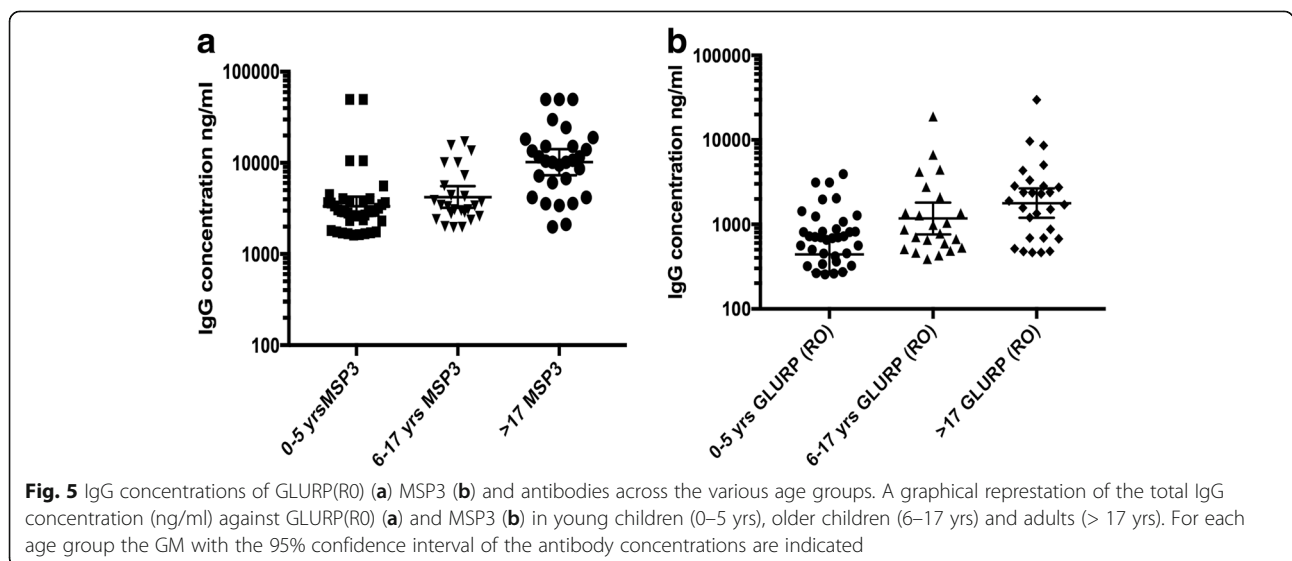 a
IgG concentration ng/ml
100000
10000
1000
100
0-5 yrsMSP3
6-17 yrs MSP3
>17 MSP3
b
IgG concentration ng/ml
100000
10000
1000
100
0-5 yrs GLURP (RO)
6-17 yrs GLURP (RO)
>17 GLURP (RO)
Fig. 5 IgG concentrations of GLURP(R0) (a) MSP3 (b) and antibodies across the various age groups. A graphical represtation of the total IgG
concentration (ng/ml) against GLURP(R0) (a) and MSP3 (b) in young children (0–5 yrs), older children (6–17 yrs) and adults (> 17 yrs). For each
age group the GM with the 95% confidence interval of the antibody concentrations are indicated